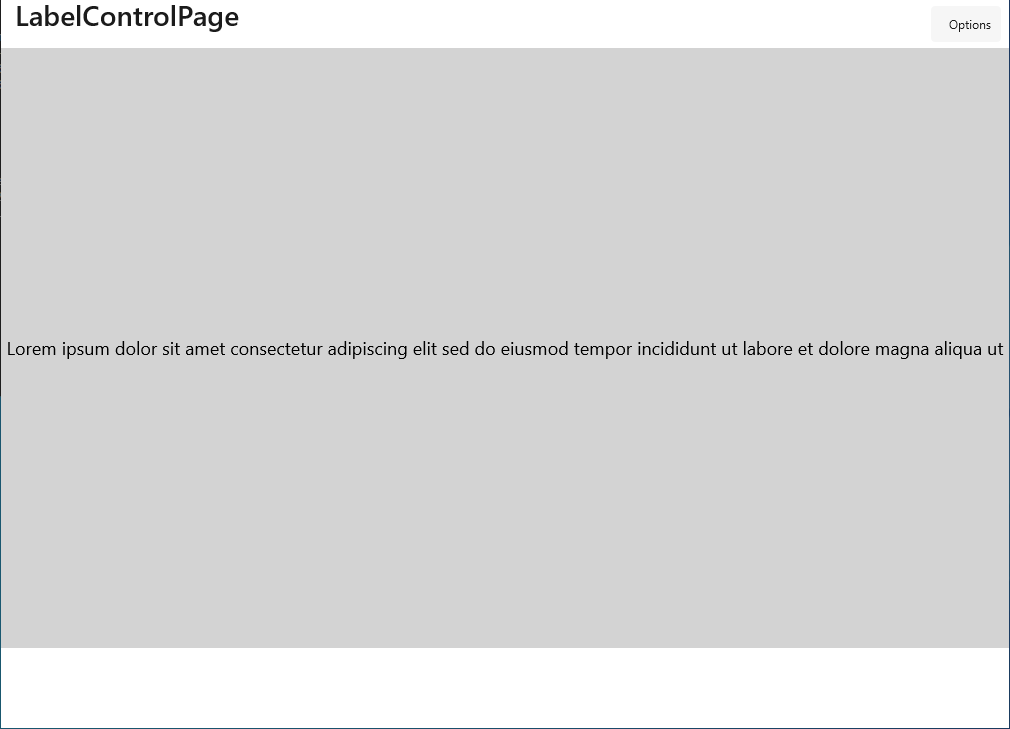 LabelControlPage
Options
Lorem ipsum dolor sit amet consectetur adipiscing elit sed do eiusmod tempor incididunt ut labore et dolore magna aliqua ut